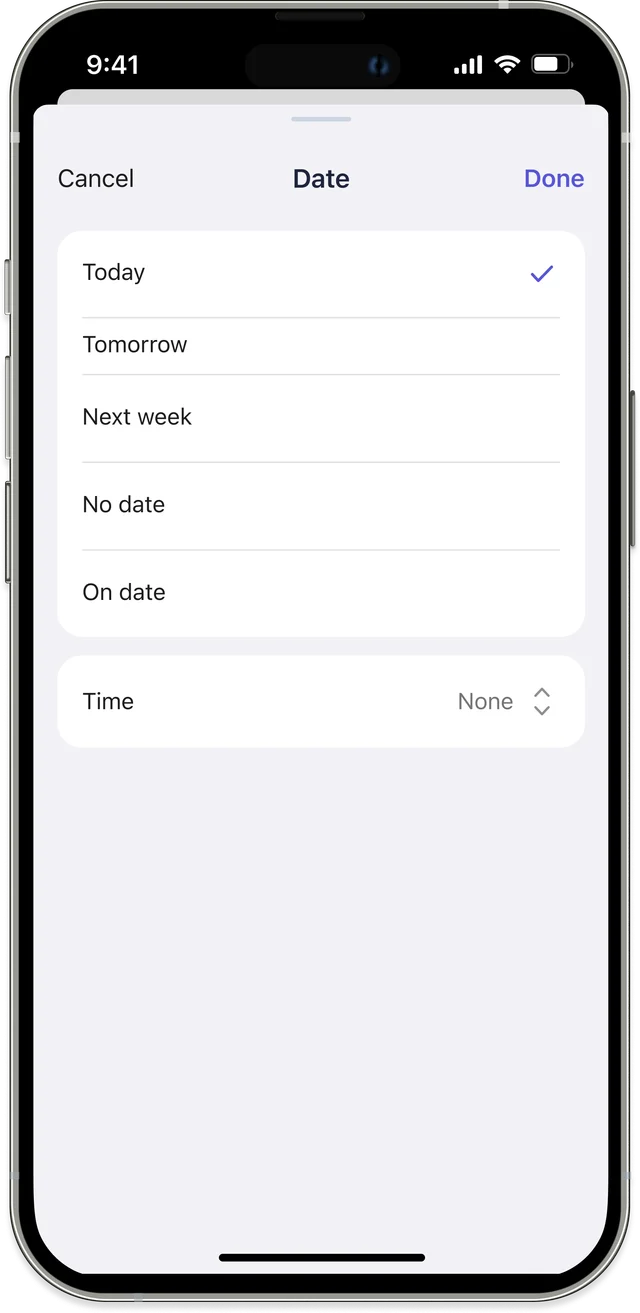 9:41
Cancel Date Done
Today
Tomorrow
Next week
No date
On date
Time None